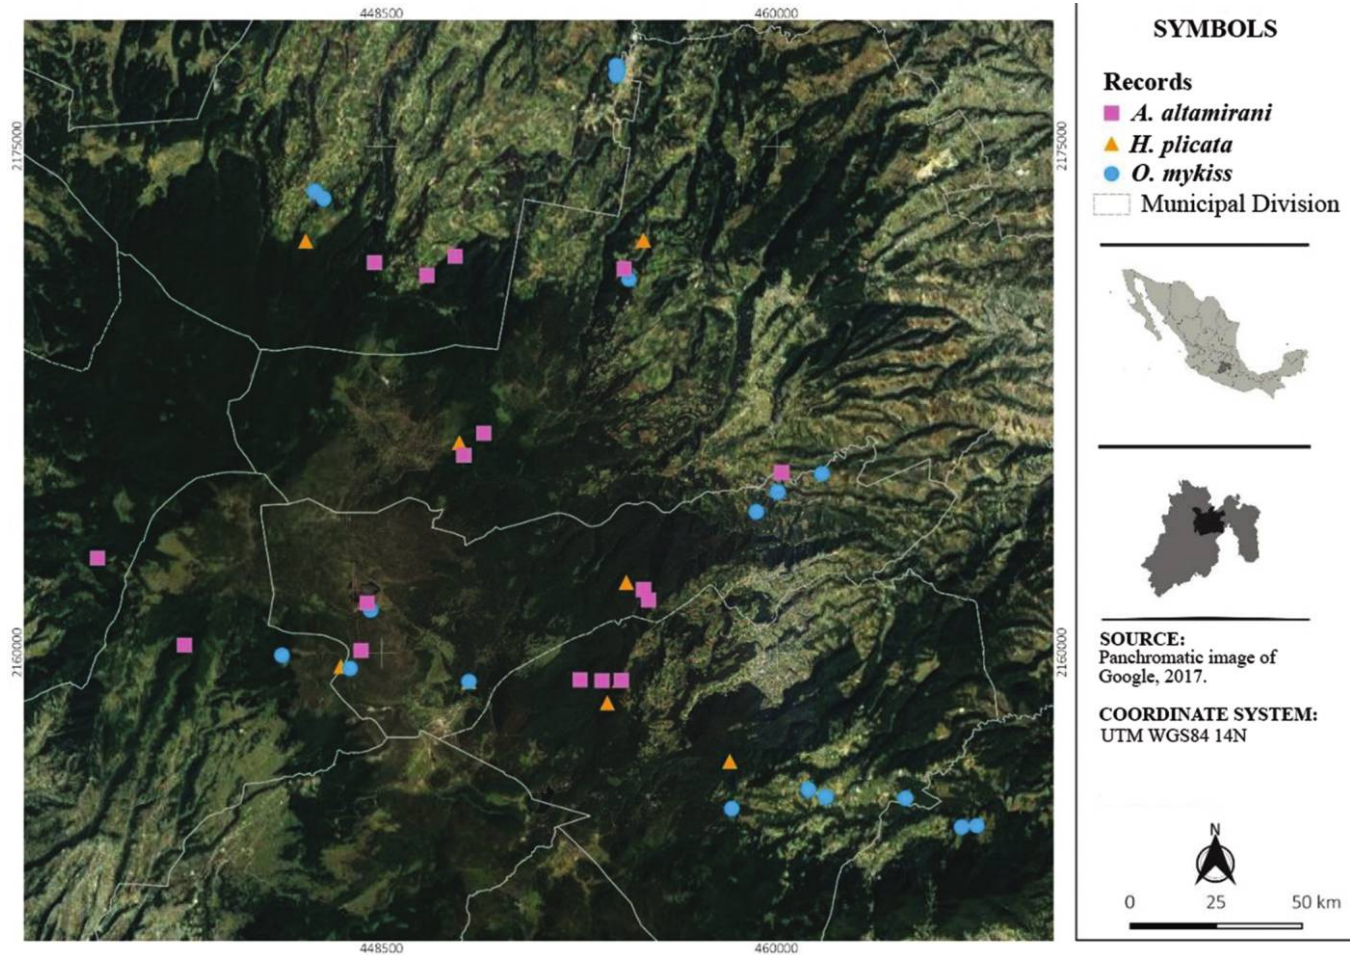 448500
460000
2175000
2175000
2160000
2160000
448500
460000
SYMBOLS
Records
A. altamirani
H. plicata
O. mykiss
Municipal Division
SOURCE:
Panchromatic image of
Google, 2017.
COORDINATE SYSTEM:
UTM WGS84 14N
N
0 25 50 km